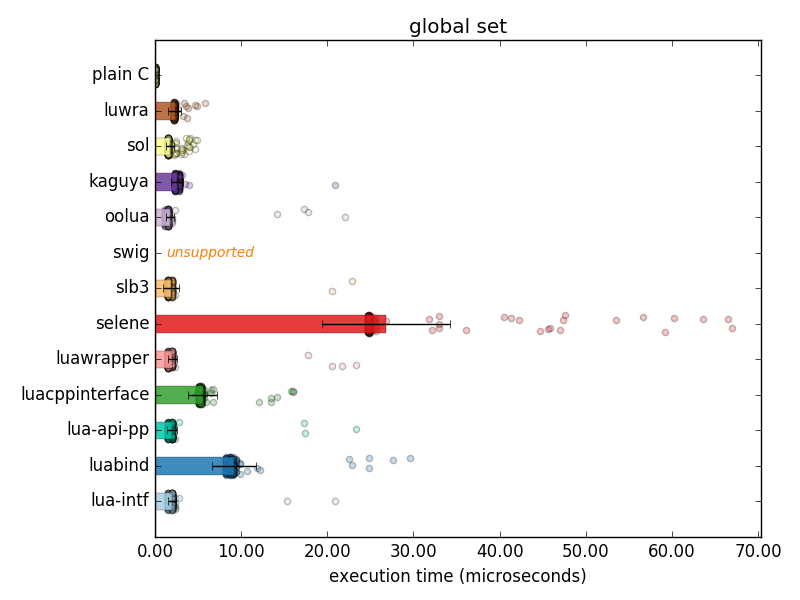 global set
plain C
luwra
sol
kaguya
oolua
swig unsupported
slb3
selene
luawrapper
luacppinterface
lua-api-pp
luabind
lua-intf
0.00 10.00 20.00 30.00 40.00 50.00 60.00 70.00
execution time (microseconds)